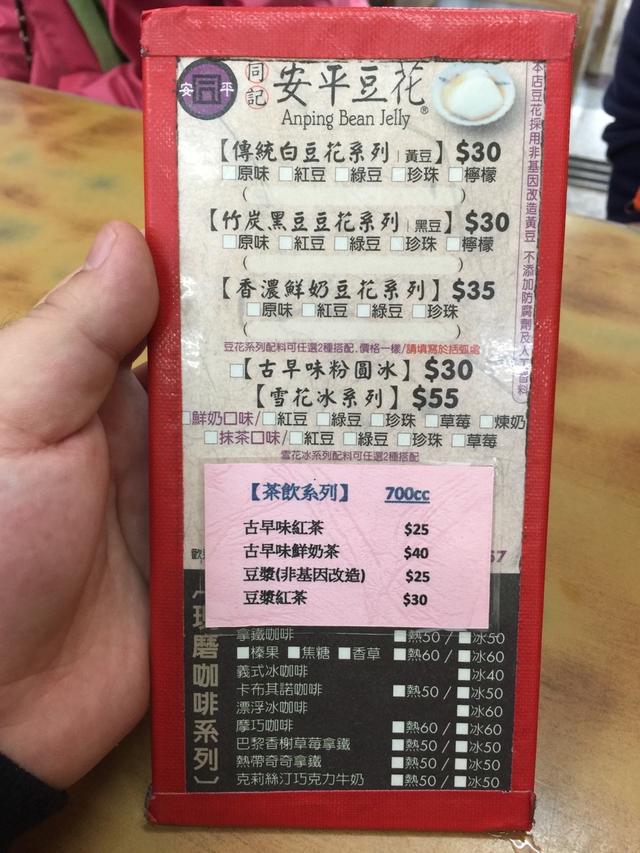 安 同 平
同記
安平豆花®
Anping Bean Jelly
本店豆花採用非基因改造黃豆 不添加防腐劑及人工香料
【傳統白豆花系列|黃豆】$30
□原味 □紅豆 □綠豆 □珍珠 □檸檬
( )
【竹炭黑豆豆花系列|黑豆】$30
□原味 □紅豆 □綠豆 □珍珠 □檸檬
( )
【香濃鮮奶豆花系列】$35
□原味 □紅豆 □綠豆 □珍珠
( )
豆花系列配料可任選2種搭配,價格一樣/請填寫於括弧處
□【古早味粉圓冰】$30
【雪花冰系列】$55
□鮮奶口味/□紅豆 □綠豆 □珍珠 □草莓 □煉奶
□抹茶口味/□紅豆 □綠豆 □珍珠 □草莓
雪花冰系列配料可任選2種搭配
【茶飲系列】 700cc
古早味紅茶 $25
古早味鮮奶茶 $40
豆漿(非基因改造) $25
豆漿紅茶 $30
歡
57
磨咖啡系列】
拿鐵咖啡 □熱50 / □冰50
□榛果 □焦糖 □香草 □熱60 / □冰60
義式冰咖啡 □冰40
卡布其諾咖啡 □熱50 / □冰50
漂浮冰咖啡 □冰60
摩巧咖啡 □熱60 / □冰60
巴黎香榭草莓拿鐵 □熱50 / □冰50
熱帶奇奇拿鐵 □熱50 / □冰50
克莉絲汀巧克力牛奶 □熱50 / □冰50